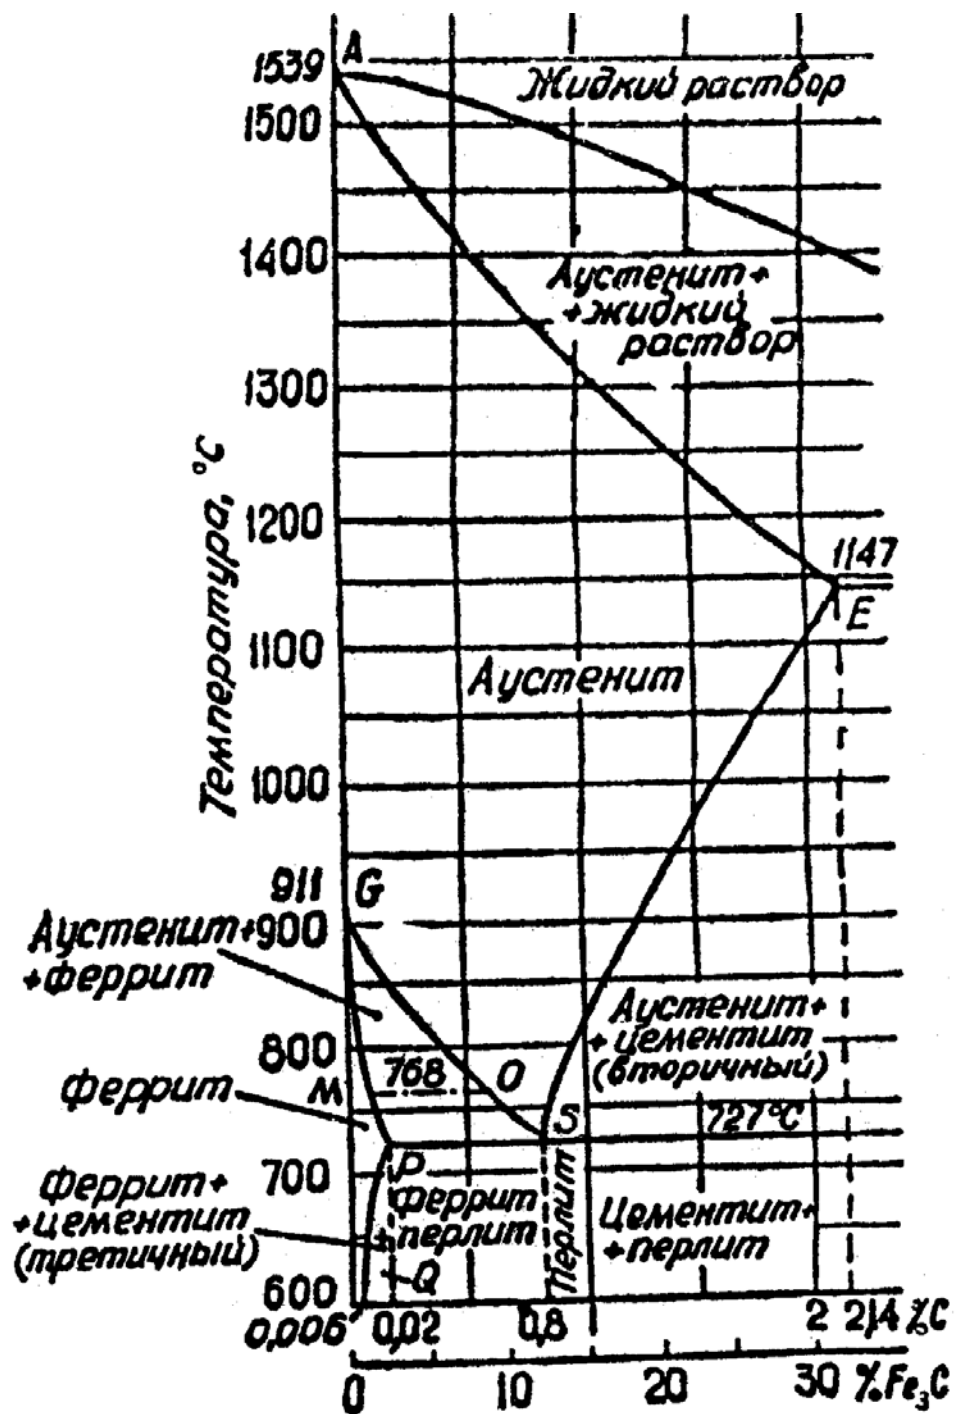 A
1539
Жидкий раствор
1500
1400
Аустенит+
+жидкий
раствор
1300
Температура, °C
1200
1147
E
1100
Аустенит
1000
911
G
Аустенит+
+феррит
900
Аустенит+
+цементит
(вторичный)
800
768
O
M
Феррит
S
727°C
P
700
Феррит+
+цементит
(третичный)
Феррит
+перлит
Перлит
Цементит+
+перлит
Q
600
0,006 0,02 0,8 2 2,14 %C
0 10 20 30 %Fe₃C